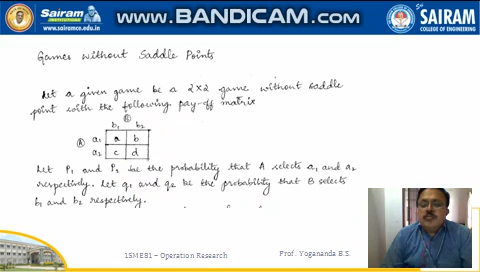 Sairam
INSTITUTIONS
www.sairamce.edu.in
WWW.BANDICAM.COM
SAIRAM
COLLEGE OF ENGINEERING
Games without Saddle Points
Let a given game be a 2×2 game without saddle
point with the following pay-off matrix
B
b1 b2
A a1 a b
a2 c d
Let P1 and P2 be the probability that A selects a1 and a2
respectively. Let q1 and q2 be the probability that B selects
b1 and b2 respectively.
15ME81 – Operation Research
Prof. Yogananda B.S.